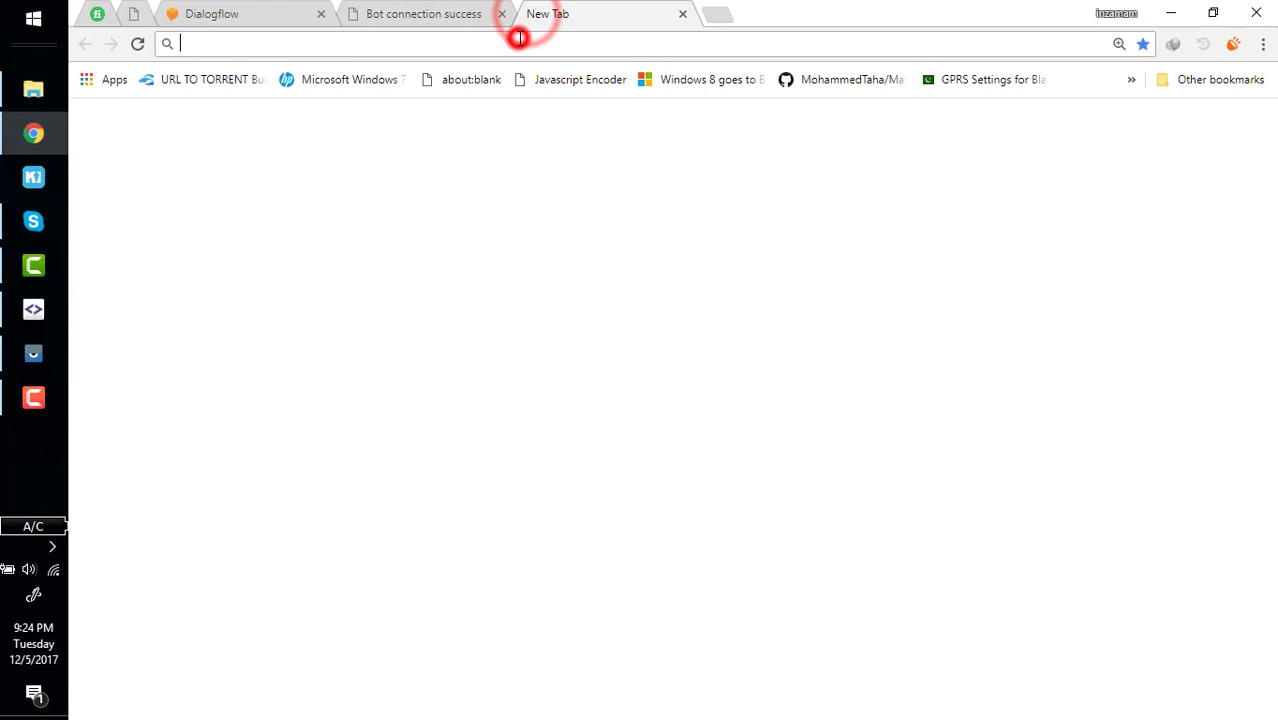 Dialogflow
Bot connection success
New Tab
inzamam
Apps
URL TO TORRENT Bu
Microsoft Windows 7
about:blank
Javascript Encoder
Windows 8 goes to B
MohammedTaha/Ma
GPRS Settings for Bla
»
Other bookmarks
A/C
9:24 PM
Tuesday
12/5/2017
1